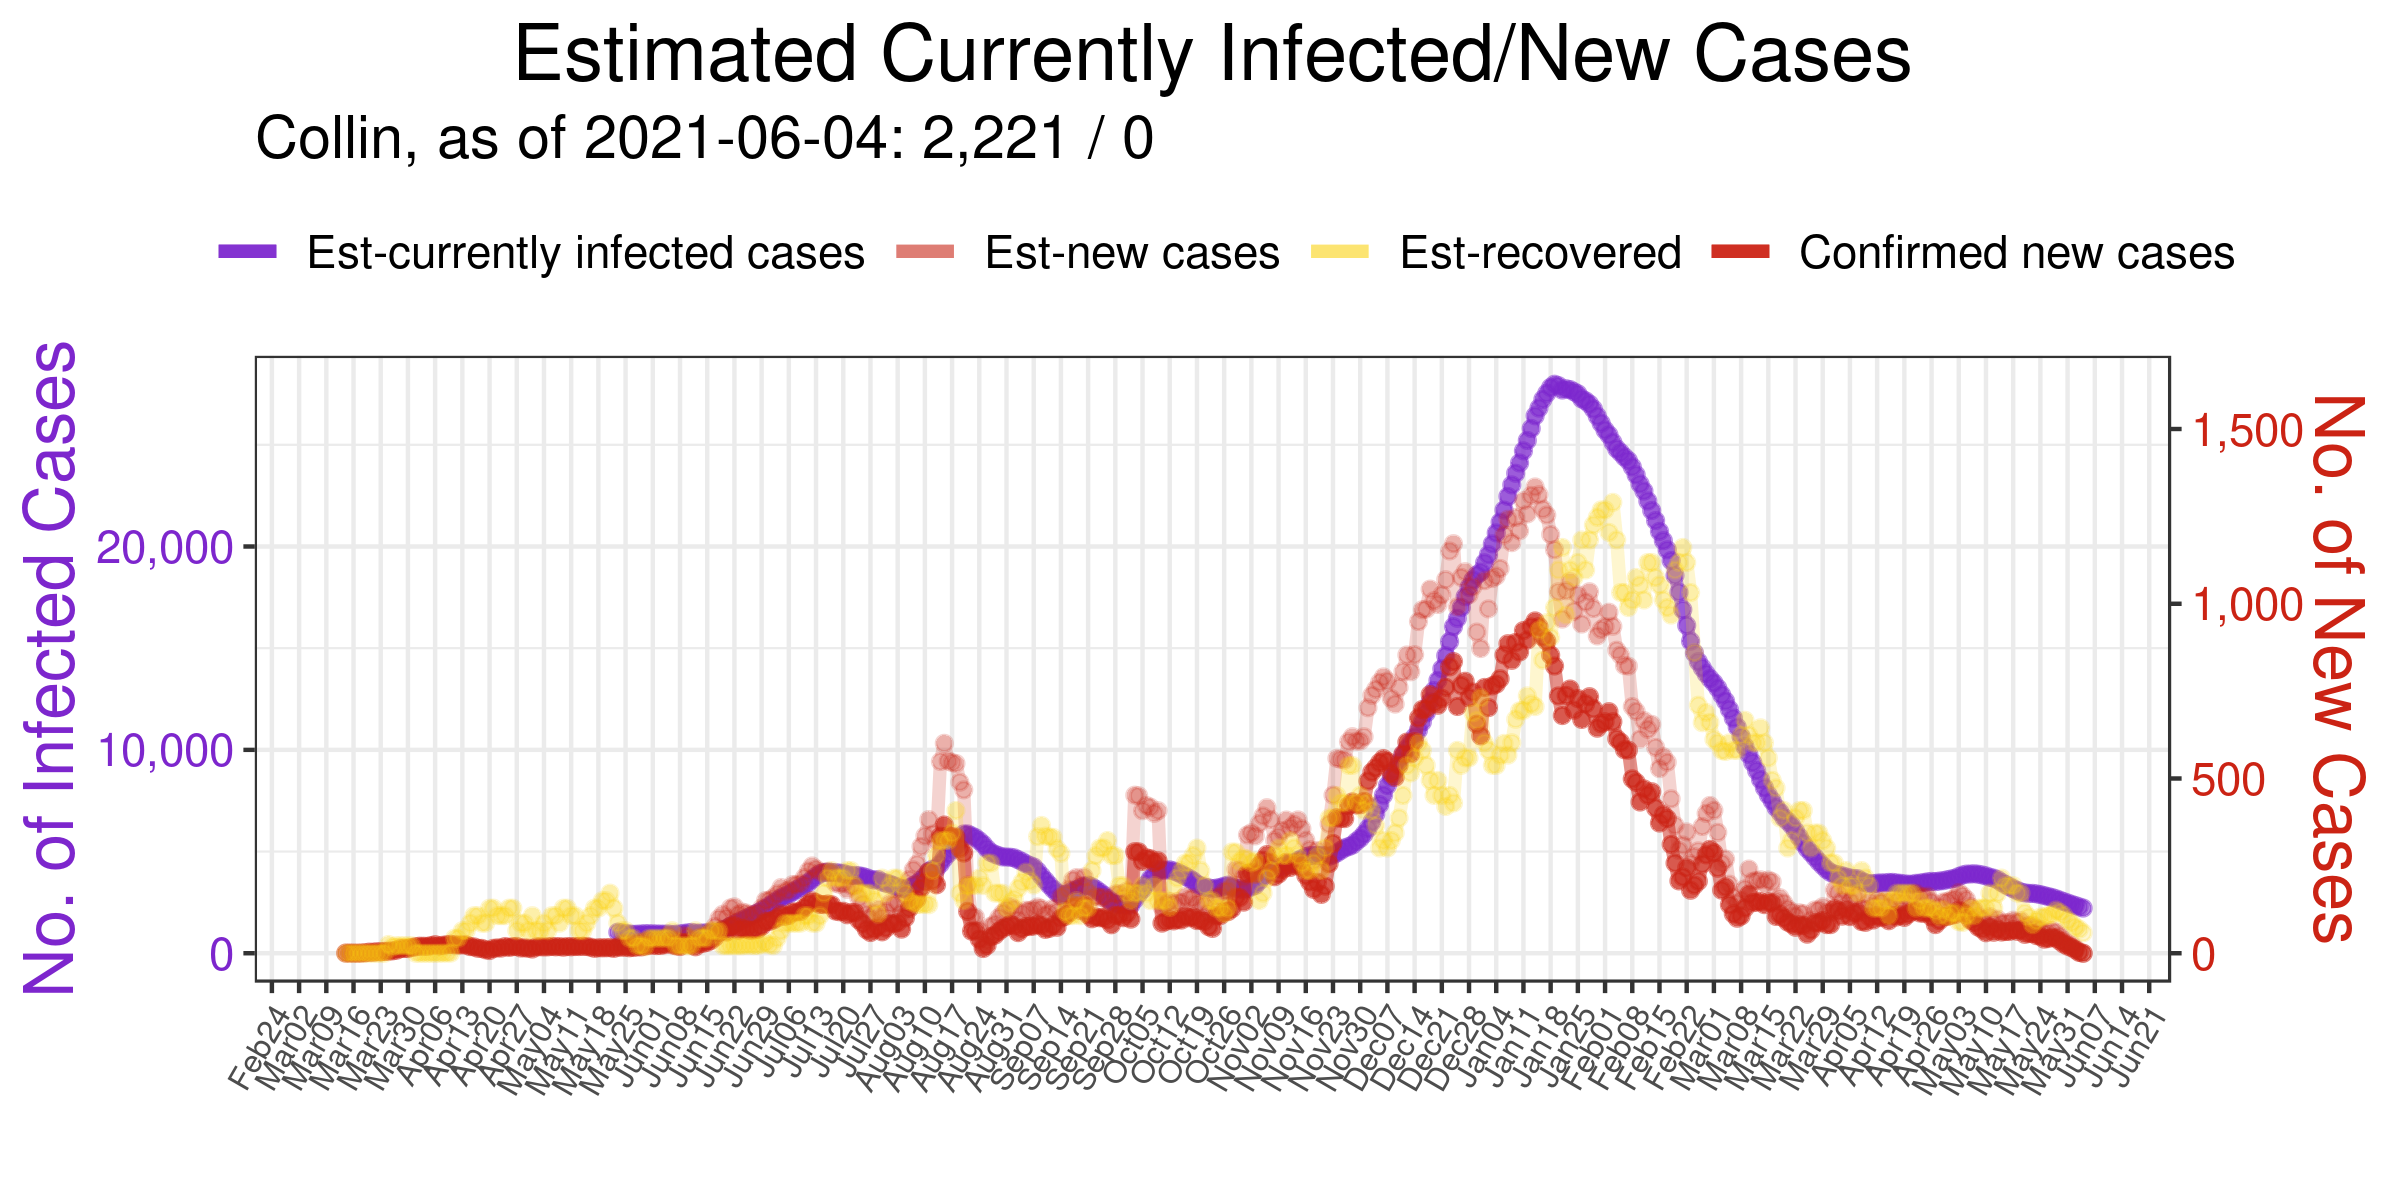 Estimated Currently Infected/New Cases
Collin, as of 2021-06-04: 2,221 / 0
Est-currently infected cases Est-new cases Est-recovered Confirmed new cases
No. of Infected Cases
20,000
10,000
0
1,500
1,000
500
0
No. of New Cases
Feb24 Mar02 Mar09 Mar16 Mar23 Mar30 Apr06 Apr13 Apr20 Apr27 May04 May11 May18 May25 Jun01 Jun08 Jun15 Jun22 Jun29 Jul06 Jul13 Jul20 Jul27 Aug03 Aug10 Aug17 Aug24 Aug31 Sep07 Sep14 Sep21 Sep28 Oct05 Oct12 Oct19 Oct26 Nov02 Nov09 Nov16 Nov23 Nov30 Dec07 Dec14 Dec21 Dec28 Jan04 Jan11 Jan18 Jan25 Feb01 Feb08 Feb15 Feb22 Mar01 Mar08 Mar15 Mar22 Mar29 Apr05 Apr12 Apr19 Apr26 May03 May10 May17 May24 May31 Jun07 Jun14 Jun21